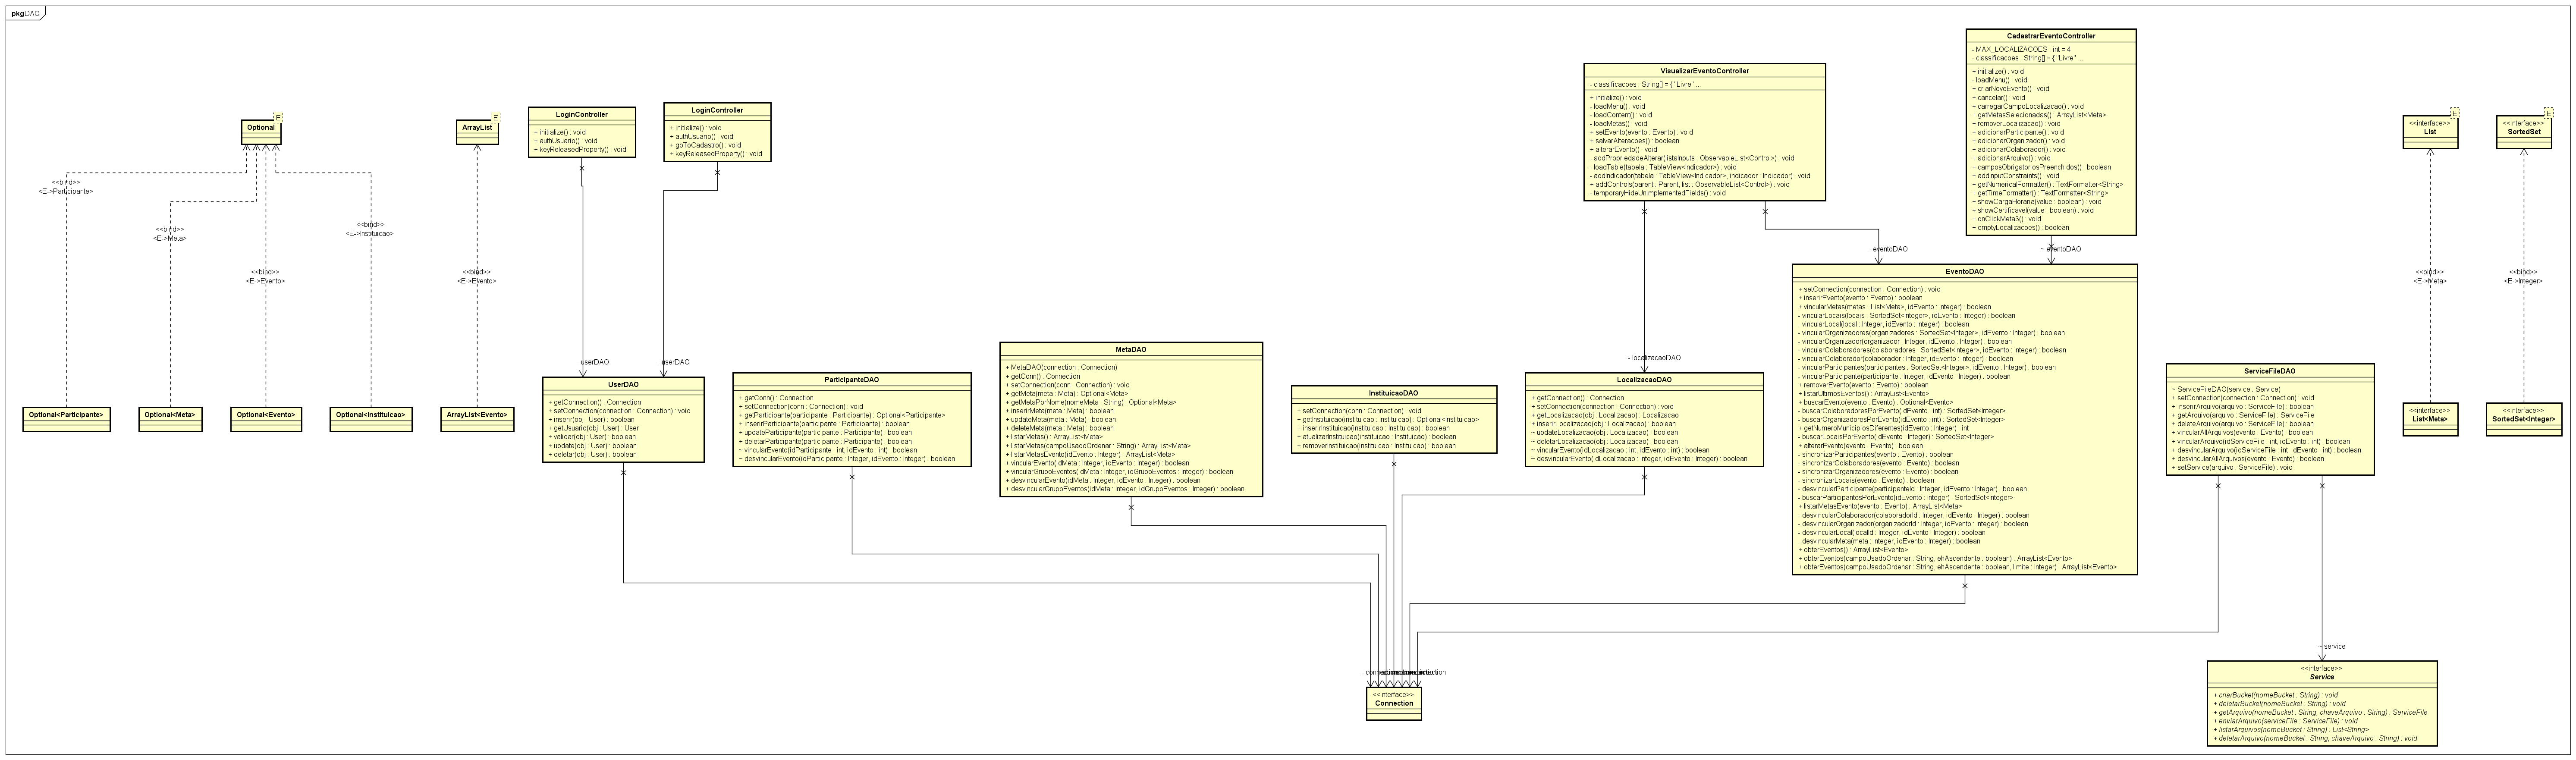 pkg DAO
E
Optional
<<bind>>
<E->Participante>
<<bind>>
<E->Meta>
<<bind>>
<E->Evento>
<<bind>>
<E->Instituicao>
Optional<Participante>
Optional<Meta>
Optional<Evento>
Optional<Instituicao>
E
ArrayList
<<bind>>
<E->Evento>
ArrayList<Evento>
LoginController
+ initialize() : void
+ authUsuario() : void
+ keyReleasedProperty() : void
LoginController
+ initialize() : void
+ authUsuario() : void
+ goToCadastro() : void
+ keyReleasedProperty() : void
- userDAO
- userDAO
UserDAO
+ getConnection() : Connection
+ setConnection(connection : Connection) : void
+ inserir(obj : User) : boolean
+ getUsuario(obj : User) : User
+ validar(obj : User) : boolean
+ update(obj : User) : boolean
+ deletar(obj : User) : boolean
ParticipanteDAO
+ getConn() : Connection
+ setConnection(conn : Connection) : void
+ getParticipante(participante : Participante) : Optional<Participante>
+ inserirParticipante(participante : Participante) : boolean
+ updateParticipante(participante : Participante) : boolean
+ deletarParticipante(participante : Participante) : boolean
~ vincularEvento(idParticipante : int, idEvento : int) : boolean
~ desvincularEvento(idParticipante : Integer, idEvento : Integer) : boolean
MetaDAO
+ MetaDAO(connection : Connection)
+ getConn() : Connection
+ setConnection(conn : Connection) : void
+ getMeta(meta : Meta) : Optional<Meta>
+ getMetaPorNome(nomeMeta : String) : Optional<Meta>
+ inserirMeta(meta : Meta) : boolean
+ updateMeta(meta : Meta) : boolean
+ deleteMeta(meta : Meta) : boolean
+ listarMetas() : ArrayList<Meta>
+ listarMetas(campoUsadoOrdenar : String) : ArrayList<Meta>
+ listarMetasEvento(idEvento : Integer) : ArrayList<Meta>
+ vincularEvento(idMeta : Integer, idEvento : Integer) : boolean
+ vincularGrupoEventos(idMeta : Integer, idGrupoEventos : Integer) : boolean
+ desvincularEvento(idMeta : Integer, idEvento : Integer) : boolean
+ desvincularGrupoEventos(idMeta : Integer, idGrupoEventos : Integer) : boolean
InstituicaoDAO
+ setConnection(conn : Connection) : void
+ getInstituicao(instituicao : Instituicao) : Optional<Instituicao>
+ inserirInstituicao(instituicao : Instituicao) : boolean
+ atualizarInstituicao(instituicao : Instituicao) : boolean
+ removerInstituicao(instituicao : Instituicao) : boolean
VisualizarEventoController
- classificacoes : String[] = { "Livre" ...
+ initialize() : void
- loadMenu() : void
- loadContent() : void
- loadMetas() : void
+ setEvento(evento : Evento) : void
+ salvarAlteracoes() : boolean
+ alterarEvento() : void
- addPropriedadeAlterar(listaInputs : ObservableList<Control>) : void
- loadTable(tabela : TableView<Indicador>) : void
- addIndicador(tabela : TableView<Indicador>, indicador : Indicador) : void
+ addControls(parent : Parent, list : ObservableList<Control>) : void
- temporaryHideUnimplementedFields() : void
- localizacaoDAO
LocalizacaoDAO
+ getConnection() : Connection
+ setConnection(connection : Connection) : void
+ getLocalizacao(obj : Localizacao) : Localizacao
+ inserirLocalizacao(obj : Localizacao) : boolean
~ updateLocalizacao(obj : Localizacao) : boolean
~ deletarLocalizacao(obj : Localizacao) : boolean
~ vincularEvento(idLocalizacao : int, idEvento : int) : boolean
~ desvincularEvento(idLocalizacao : Integer, idEvento : Integer) : boolean
CadastrarEventoController
- MAX_LOCALIZACOES : int = 4
- classificacoes : String[] = { "Livre" ...
+ initialize() : void
- loadMenu() : void
+ criarNovoEvento() : void
+ cancelar() : void
+ carregarCampoLocalizacao() : void
+ getMetasSelecionadas() : ArrayList<Meta>
+ removerLocalizacao() : void
+ adicionarParticipante() : void
+ adicionarOrganizador() : void
+ adicionarColaborador() : void
+ adicionarArquivo() : void
+ camposObrigatoriosPreenchidos() : boolean
+ addInputConstraints() : void
+ getNumericalFormatter() : TextFormatter<String>
+ getTimeFormatter() : TextFormatter<String>
+ showCargaHoraria(value : boolean) : void
+ showCertificavel(value : boolean) : void
+ onClickMeta3() : void
+ emptyLocalizacoes() : boolean
- eventoDAO
~ eventoDAO
EventoDAO
+ setConnection(connection : Connection) : void
+ inserirEvento(evento : Evento) : boolean
+ vincularMetas(metas : List<Meta>, idEvento : Integer) : boolean
- vincularLocais(locais : SortedSet<Integer>, idEvento : Integer) : boolean
- vincularLocal(local : Integer, idEvento : Integer) : boolean
- vincularOrganizadores(organizadores : SortedSet<Integer>, idEvento : Integer) : boolean
- vincularOrganizador(organizador : Integer, idEvento : Integer) : boolean
- vincularColaboradores(colaboradores : SortedSet<Integer>, idEvento : Integer) : boolean
- vincularColaborador(colaborador : Integer, idEvento : Integer) : boolean
- vincularParticipantes(participantes : SortedSet<Integer>, idEvento : Integer) : boolean
- vincularParticipante(participante : Integer, idEvento : Integer) : boolean
+ removerEvento(evento : Evento) : boolean
+ listarUltimosEventos() : ArrayList<Evento>
+ buscarEvento(evento : Evento) : Optional<Evento>
- buscarColaboradoresPorEvento(idEvento : int) : SortedSet<Integer>
- buscarOrganizadoresPorEvento(idEvento : int) : SortedSet<Integer>
+ getNumeroMunicipiosDiferentes(idEvento : Integer) : int
- buscarLocaisPorEvento(idEvento : Integer) : SortedSet<Integer>
+ alterarEvento(evento : Evento) : boolean
- sincronizarParticipantes(evento : Evento) : boolean
- sincronizarColaboradores(evento : Evento) : boolean
- sincronizarOrganizadores(evento : Evento) : boolean
- sincronizarLocais(evento : Evento) : boolean
- desvincularParticipante(participanteId : Integer, idEvento : Integer) : boolean
- buscarParticipantesPorEvento(idEvento : Integer) : SortedSet<Integer>
+ listarMetasEvento(evento : Evento) : ArrayList<Meta>
- desvincularColaborador(colaboradorId : Integer, idEvento : Integer) : boolean
- desvincularOrganizador(organizadorId : Integer, idEvento : Integer) : boolean
- desvincularLocal(localId : Integer, idEvento : Integer) : boolean
- desvincularMeta(meta : Integer, idEvento : Integer) : boolean
+ obterEventos() : ArrayList<Evento>
+ obterEventos(campoUsadoOrdenar : String, ehAscendente : boolean) : ArrayList<Evento>
+ obterEventos(campoUsadoOrdenar : String, ehAscendente : boolean, limite : Integer) : ArrayList<Evento>
ServiceFileDAO
~ ServiceFileDAO(service : Service)
+ setConnection(connection : Connection) : void
+ inserirArquivo(arquivo : ServiceFile) : boolean
+ getArquivo(arquivo : ServiceFile) : ServiceFile
+ deleteArquivo(arquivo : ServiceFile) : boolean
+ vincularAllArquivos(evento : Evento) : boolean
+ vincularArquivo(idServiceFile : int, idEvento : int) : boolean
+ desvincularArquivo(idServiceFile : int, idEvento : int) : boolean
+ desvincularAllArquivos(evento : Evento) : boolean
+ setService(arquivo : ServiceFile) : void
E
<<interface>>
List
<<bind>>
<E->Meta>
<<interface>>
List<Meta>
E
<<interface>>
SortedSet
<<bind>>
<E->Integer>
<<interface>>
SortedSet<Integer>
<<interface>>
Connection
~ service
<<interface>>
Service
+ criarBucket(nomeBucket : String) : void
+ deletarBucket(nomeBucket : String) : void
+ getArquivo(nomeBucket : String, chaveArquivo : String) : ServiceFile
+ enviarArquivo(serviceFile : ServiceFile) : void
+ listarArquivos(nomeBucket : String) : List<String>
+ deletarArquivo(nomeBucket : String, chaveArquivo : String) : void